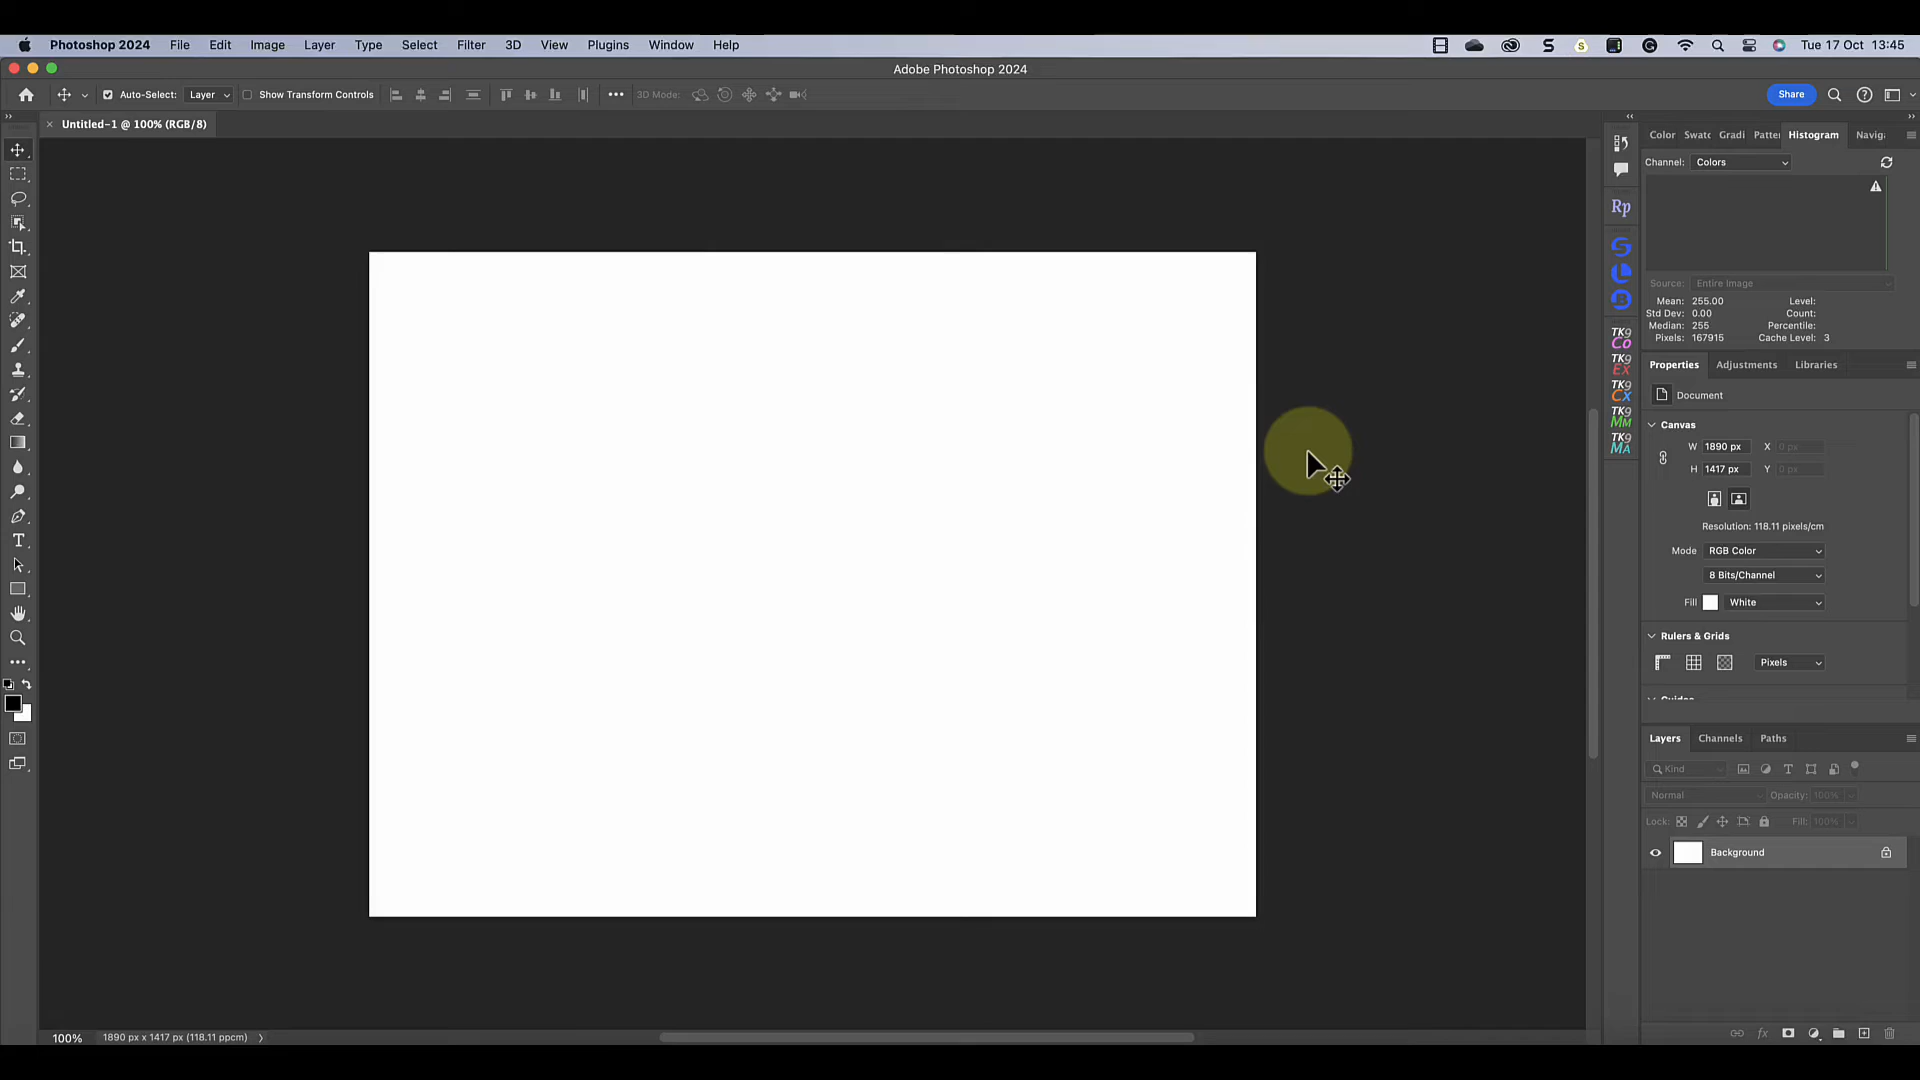 Photoshop 2024 File Edit Image Layer Type Select Filter 3D View Plugins Window Help Tue 17 Oct 13:45
Adobe Photoshop 2024
Auto-Select: Layer Show Transform Controls 3D Mode: Share
Untitled-1 @ 100% (RGB/8)
Color Swatc Gradi Patter Histogram Navig
Channel: Colors
Rp
Source: Entire Image
Mean: 255.00 Level:
Std Dev: 0.00 Count:
Median: 255 Percentile:
Pixels: 167915 Cache Level: 3
TK9
Co
TK9
Ex
TK9
CX
TK9
MM
TK9
MA
Properties Adjustments Libraries
Document
Canvas
W 1890 px X 0 px
H 1417 px Y 0 px
Resolution: 118.11 pixels/cm
Mode RGB Color
8 Bits/Channel
Fill White
Rulers & Grids
Pixels
Guides
Layers Channels Paths
Kind
Normal Opacity: 100%
Lock: Fill: 100%
Background
fx
100% 1890 px x 1417 px (118.11 ppcm)